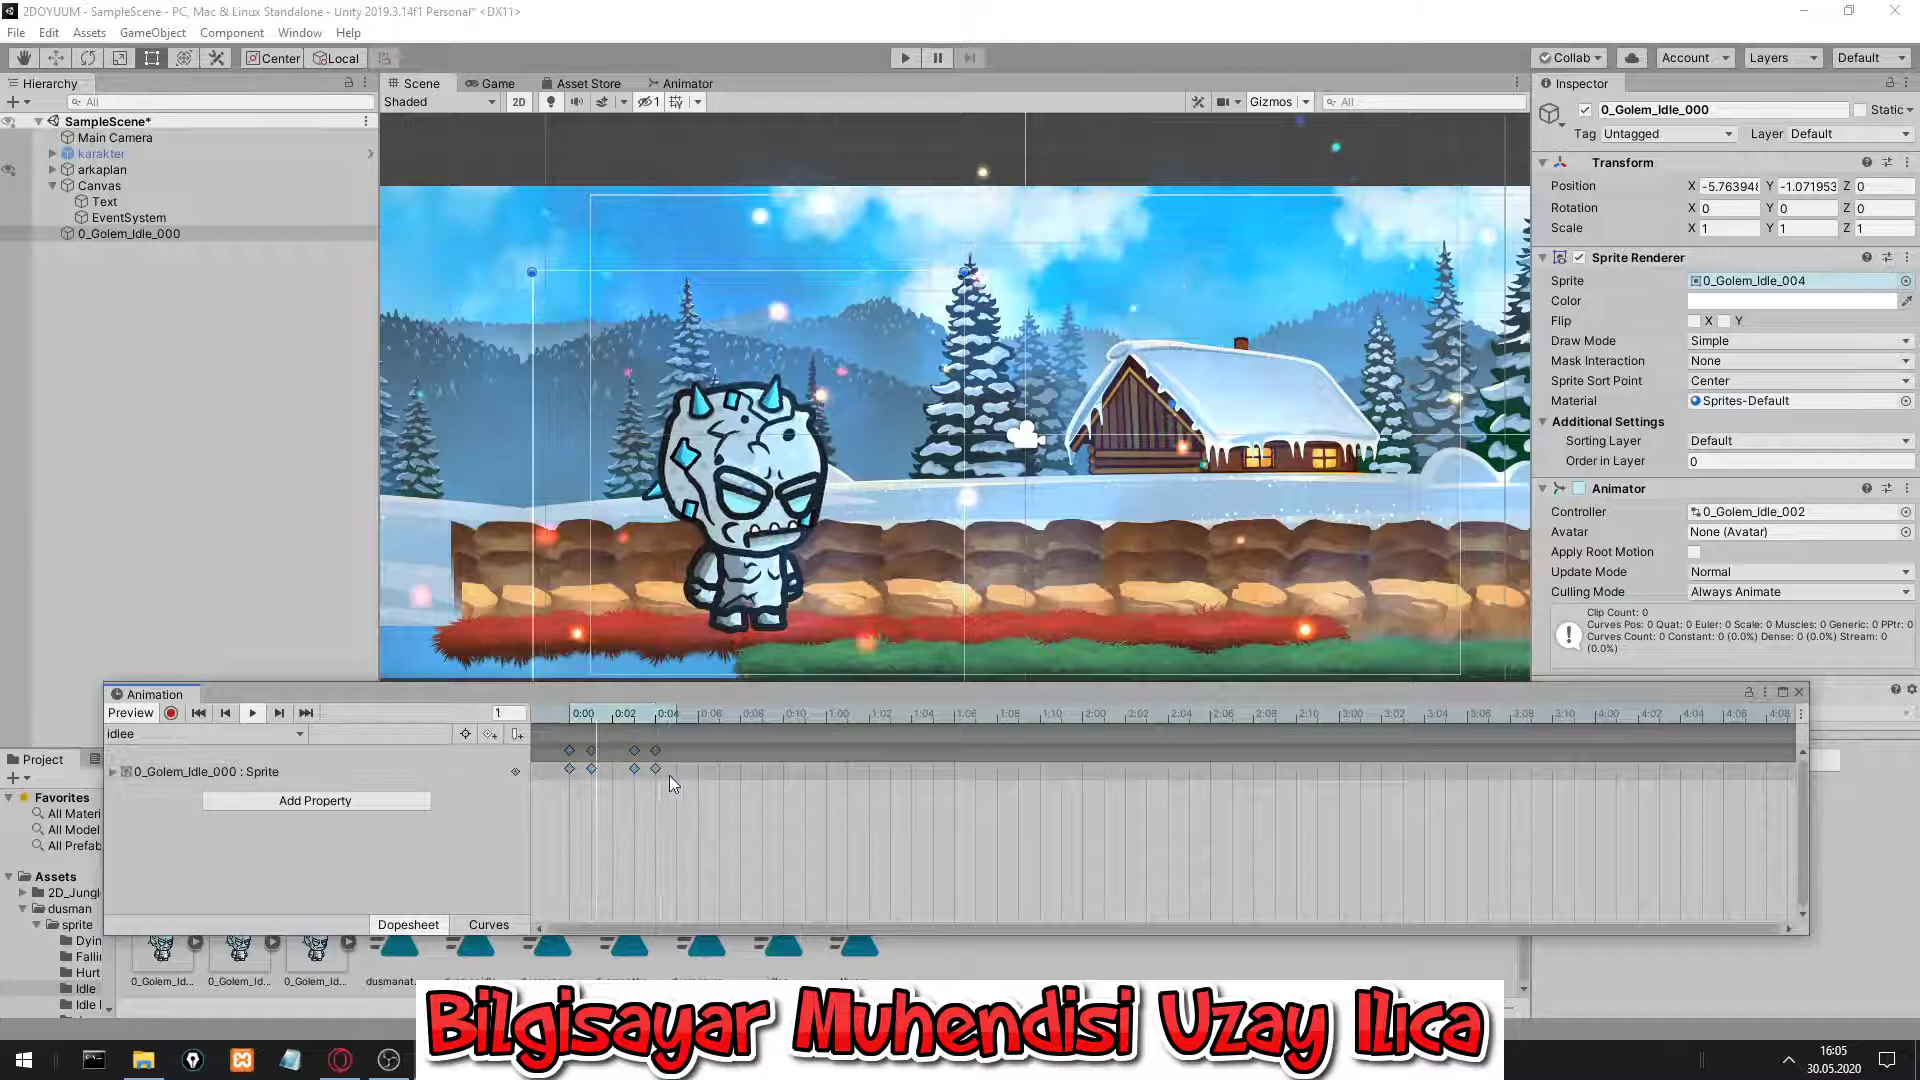 2DOYUUM - SampleScene - PC, Mac & Linux Standalone - Unity 2019.3.14f1 Personal* <DX11>
File Edit Assets GameObject Component Window Help
Center Local Collab Account Layers Default
Hierarchy
All
SampleScene*
Main Camera
karakter
arkaplan
Canvas
Text
EventSystem
0_Golem_Idle_000
Scene Game Asset Store Animator
Shaded 2D 1 Gizmos All
Inspector
0_Golem_Idle_000 Static
Tag Untagged Layer Default
Transform
Position X -5.763948 Y -1.071953 Z 0
Rotation X 0 Y 0 Z 0
Scale X 1 Y 1 Z 1
Sprite Renderer
Sprite 0_Golem_Idle_004
Color
Flip X Y
Draw Mode Simple
Mask Interaction None
Sprite Sort Point Center
Material Sprites-Default
Additional Settings
Sorting Layer Default
Order in Layer 0
Animator
Controller 0_Golem_Idle_002
Avatar None (Avatar)
Apply Root Motion
Update Mode Normal
Culling Mode Always Animate
Clip Count: 0
Curves Pos: 0 Quat: 0 Euler: 0 Scale: 0 Muscles: 0 Generic: 0 PPtr: 0
Curves Count: 0 Constant: 0 (0.0%) Dense: 0 (0.0%) Stream: 0
(0.0%)
Animation
Preview 1 0:00 0:02 0:04 0:06 0:08 0:10 1:00 1:02 1:04 1:06 1:08 1:10 2:00 2:02 2:04 2:06 2:08 2:10 3:00 3:02 3:04 3:06 3:08 3:10 4:00 4:02 4:04 4:06 4:08
idlee
0_Golem_Idle_000 : Sprite
Add Property
Dopesheet Curves
Project
Favorites
All Materi
All Model
All Prefab
Assets
2D_Jungl
dusman
sprite
Dyin
Fallin
Hurt
Idle
Idle
0_Golem_Id... 0_Golem_Id... 0_Golem_Id... dusmanat
Bilgisayar Muhendisi Uzay Ilıca
16:05
30.05.2020